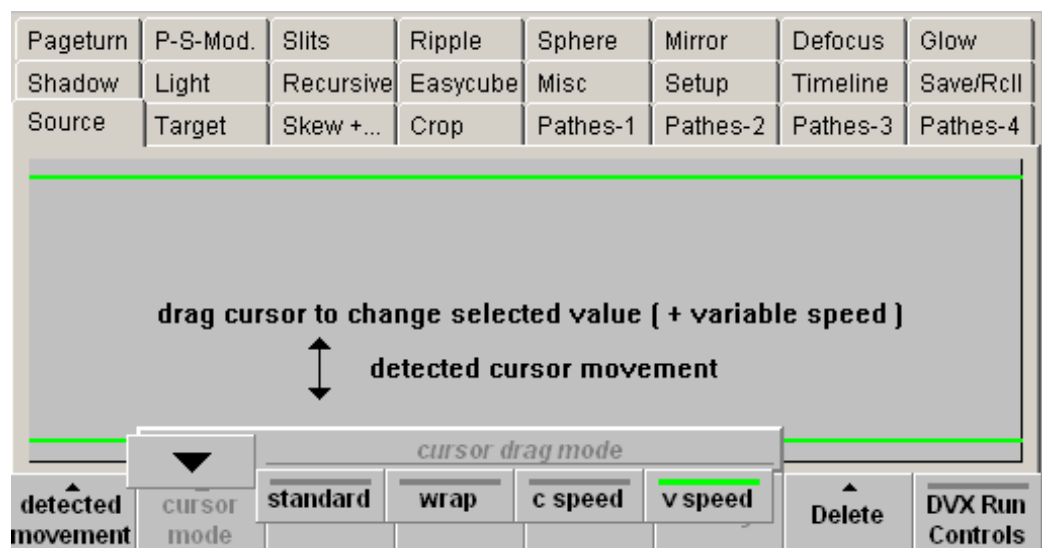 Pageturn P-S-Mod. Slits Ripple Sphere Mirror Defocus Glow
Shadow Light Recursive Easycube Misc Setup Timeline Save/Rcll
Source Target Skew +... Crop Pathes-1 Pathes-2 Pathes-3 Pathes-4
drag cursor to change selected value ( + variable speed )
detected cursor movement
cursor drag mode
standard wrap c speed v speed
detected movement
cursor mode
Delete
DVX Run Controls